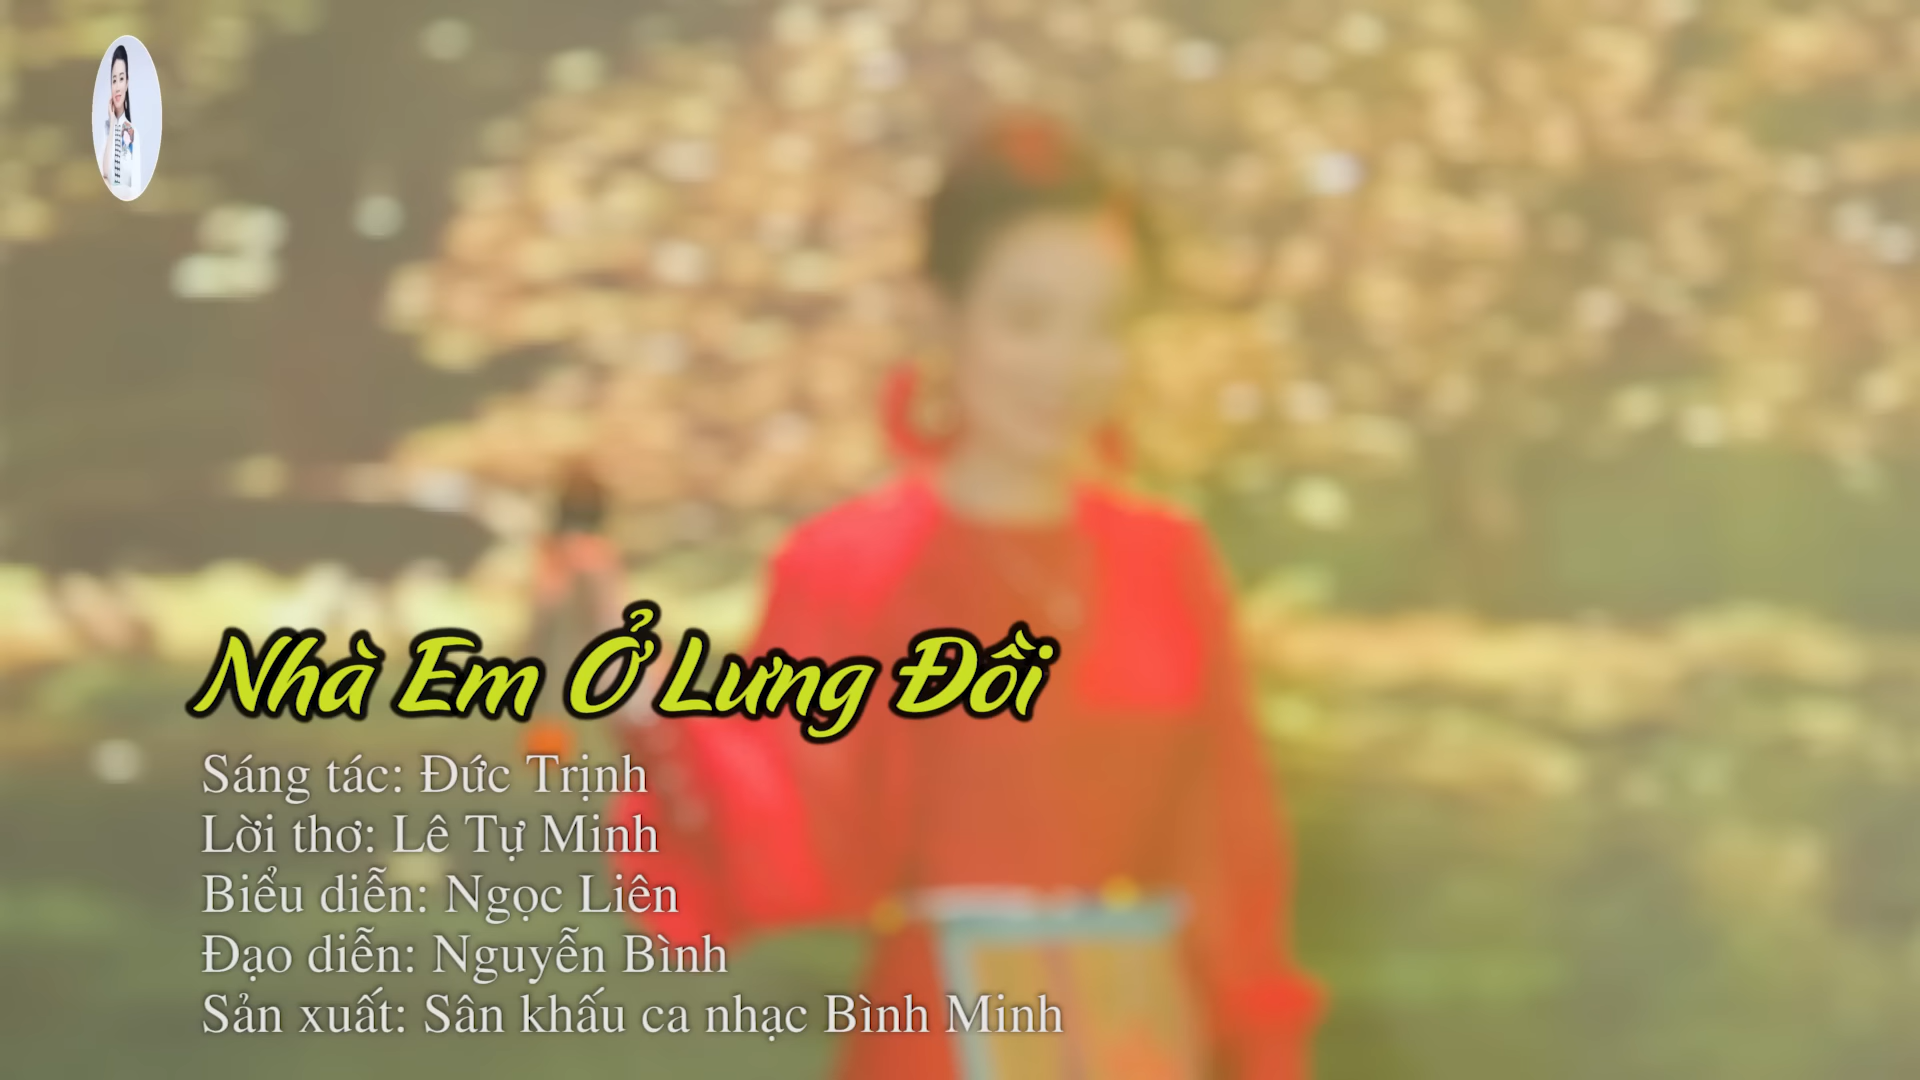 Nhà Em Ở Lưng Đồi
Sáng tác: Đức Trịnh
Lời thơ: Lê Tự Minh
Biểu diễn: Ngọc Liên
Đạo diễn: Nguyễn Bình
Sản xuất: Sân khấu ca nhạc Bình Minh